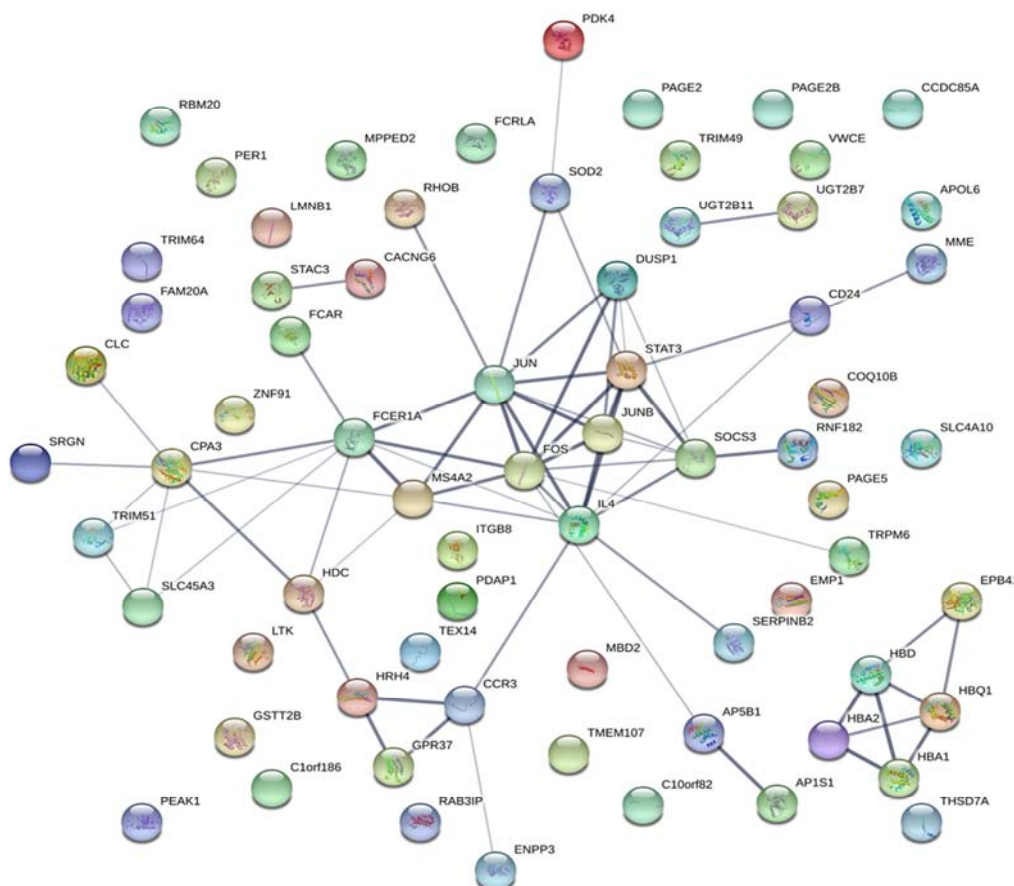 PDK4
PAGE2
PAGE2B
CCDC85A
RBM20
FCRLA
MPPED2
TRIM49
VWCE
PER1
SOD2
RHOB
UGT2B7
UGT2B11
APOL6
LMNB1
TRIM64
MME
DUSP1
CACNG6
STAC3
CD24
FAM20A
FCAR
CLC
JUN
STAT3
COQ10B
ZNF91
JUNB
FCER1A
SRGN
CPA3
FOS
SOCS3
RNF182
SLC4A10
MS4A2
PAGE5
IL4
TRIM51
ITGB8
TRPM6
SLC45A3
HDC
PDAP1
EMP1
EPB41
SERPINB2
LTK
TEX14
MBD2
HBD
HRH4
CCR3
HBQ1
GSTT2B
AP5B1
HBA2
GPR37
TMEM107
HBA1
C1orf186
C10orf82
AP1S1
PEAK1
RAB3IP
THSD7A
ENPP3